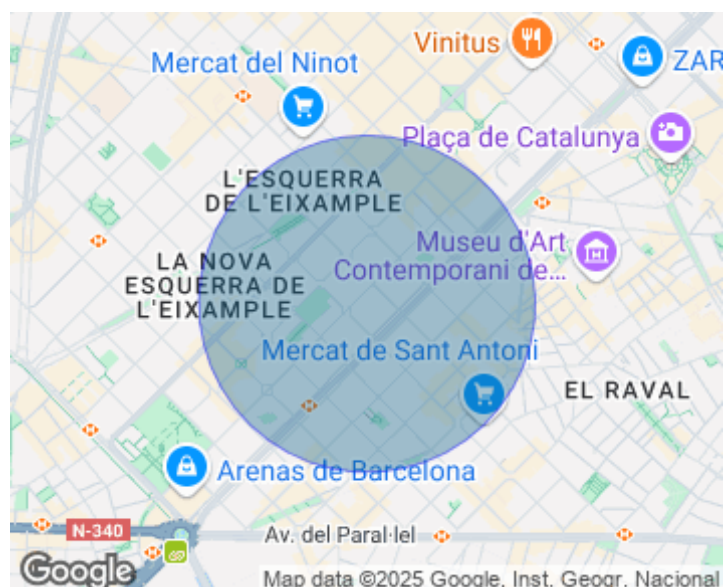 Vinitus
ZAR
Mercat del Ninot
Plaça de Catalunya
L'ESQUERRA
DE L'EIXAMPLE
Museu d'Art
Contemporani de...
LA NOVA
ESQUERRA DE
L'EIXAMPLE
Mercat de Sant Antoni
EL RAVAL
Arenas de Barcelona
N-340
Av. del Paral·lel
Google
Map data ©2025 Google, Inst. Geogr. Nacional